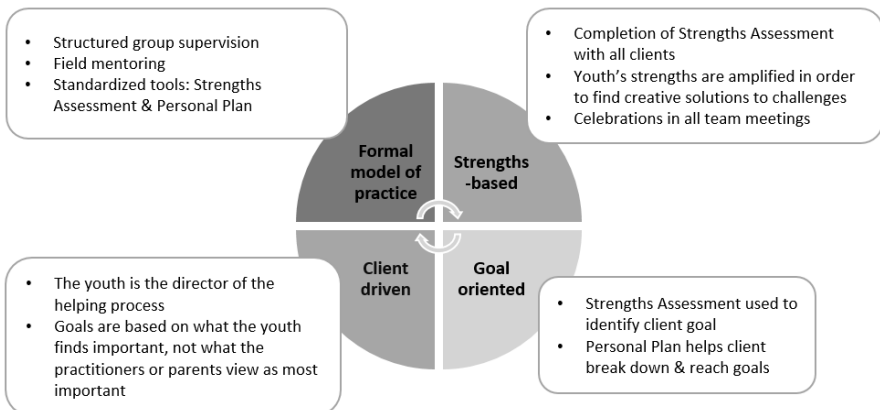 • Structured group supervision
• Field mentoring
• Standardized tools: Strengths
Assessment & Personal Plan
• Completion of Strengths Assessment
with all clients
• Youth's strengths are amplified in order
to find creative solutions to challenges
• Celebrations in all team meetings
Formal
model of
practice
Strengths
-based
Client
driven
Goal
oriented
• The youth is the director of the
helping process
• Goals are based on what the youth
finds important, not what the
practitioners or parents view as most
important
• Strengths Assessment used to
identify client goal
• Personal Plan helps client
break down & reach goals